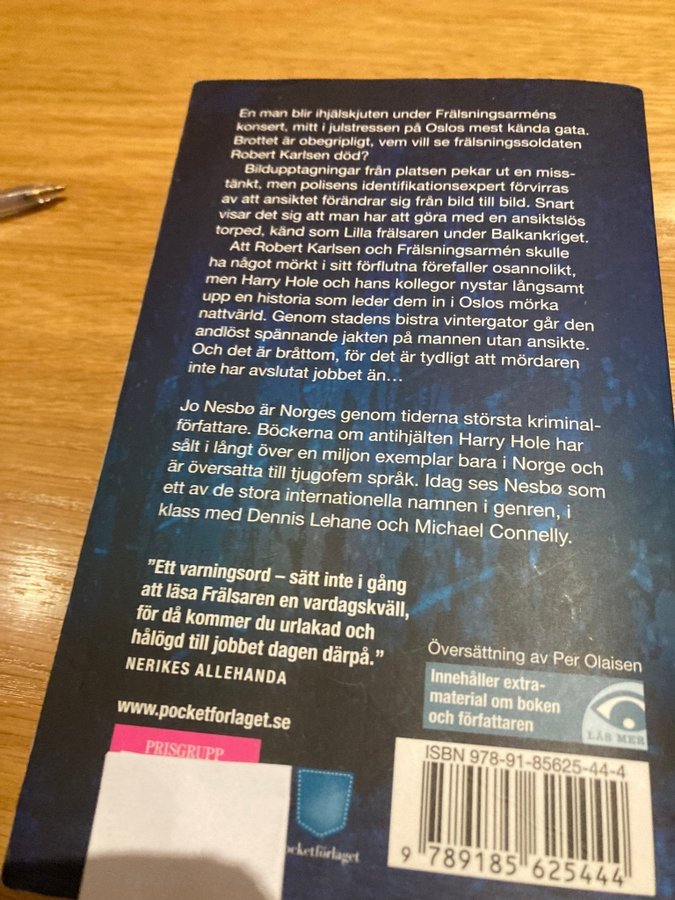 En man blir ihjälskjuten under Frälsningsarméns
konsert, mitt i julstressen på Oslos mest kända gata.
Brottet är obegripligt, vem vill se frälsningssoldaten
Robert Karlsen död?
Bildupptagningar från platsen pekar ut en miss-
tänkt, men polisens identifikationsexpert förvirras
av att ansiktet förändrar sig från bild till bild. Snart
visar det sig att man har att göra med en ansiktslös
torped, känd som Lilla frälsaren under Balkankriget.
Att Robert Karlsen och Frälsningsarmén skulle
ha något mörkt i sitt förflutna förefaller osannolikt,
men Harry Hole och hans kollegor nystar långsamt
upp en historia som leder dem in i Oslos mörka
nattvärld. Genom stadens bistra vintergator går den
andlöst spännande jakten på mannen utan ansikte.
Och det är bråttom, för det är tydligt att mördaren
inte har avslutat jobbet än...
Jo Nesbø är Norges genom tiderna största kriminal-
författare. Böckerna om antihjälten Harry Hole har
sålt i långt över en miljon exemplar bara i Norge och
är översatta till tjugofem språk. Idag ses Nesbø som
ett av de stora internationella namnen i genren, i
klass med Dennis Lehane och Michael Connelly.
"Ett varningsord – sätt inte i gång
att läsa Frälsaren en vardagskväll,
för då kommer du urlakad och
hålögd till jobbet dagen därpå."
NERIKES ALLEHANDA
Översättning av Per Olaisen
Innehåller extra-
material om boken
och författaren
LÄS MER
www.pocketforlaget.se
PRISGRUPP
pocketförlaget
ISBN 978-91-85625-44-4
9 789185 625444